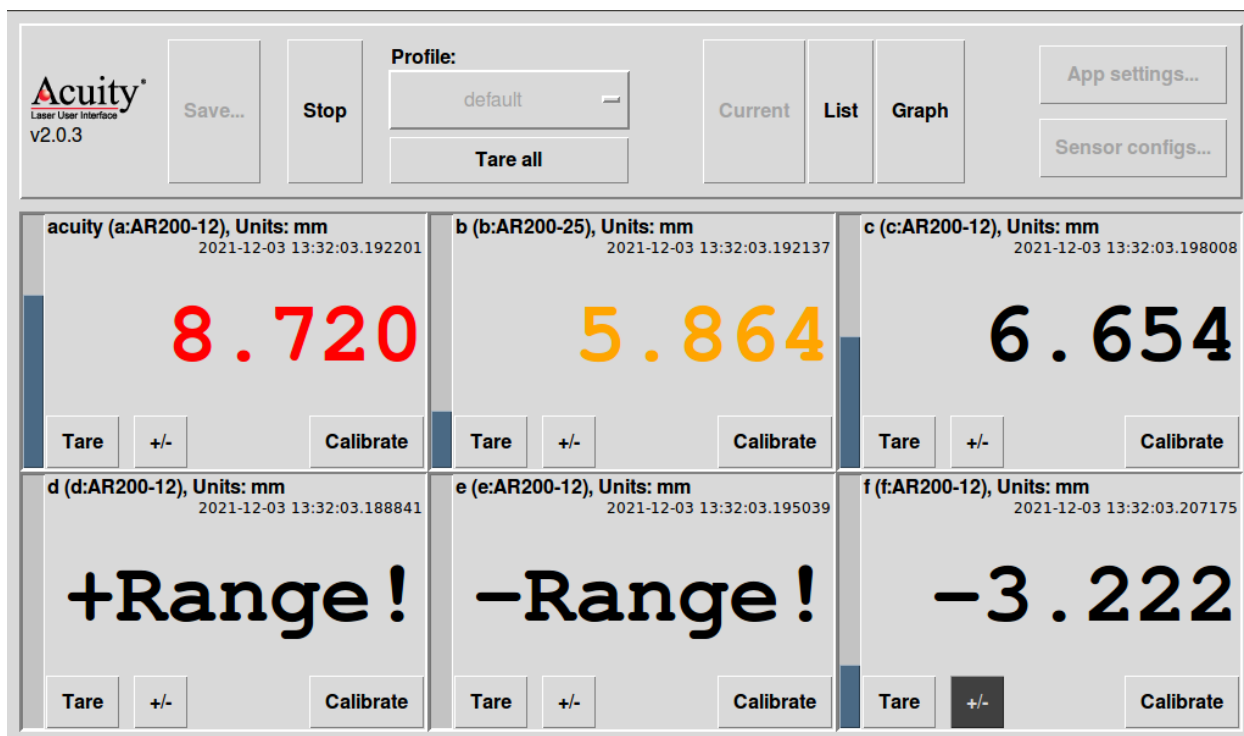 Acuity
Laser User Interface
v2.0.3
Save...
Stop
Profile:
default
Tare all
Current
List
Graph
App settings...
Sensor configs...
acuity (a:AR200-12), Units: mm
2021-12-03 13:32:03.192201
8.720
Tare +/- Calibrate
b (b:AR200-25), Units: mm
2021-12-03 13:32:03.192137
5.864
Tare +/- Calibrate
c (c:AR200-12), Units: mm
2021-12-03 13:32:03.198008
6.654
Tare +/- Calibrate
d (d:AR200-12), Units: mm
2021-12-03 13:32:03.188841
+Range!
Tare +/- Calibrate
e (e:AR200-12), Units: mm
2021-12-03 13:32:03.195039
-Range!
Tare +/- Calibrate
f (f:AR200-12), Units: mm
2021-12-03 13:32:03.207175
-3.222
Tare +/- Calibrate